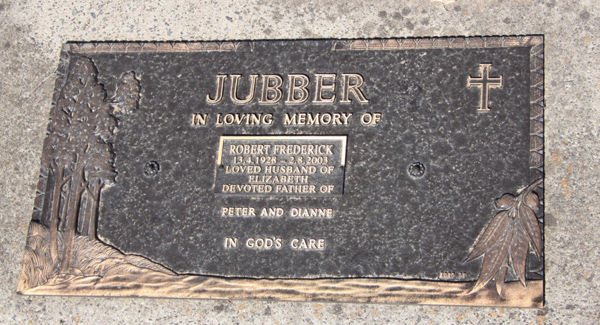 JUBBER
IN LOVING MEMORY OF
ROBERT FREDERICK
13.4.1928 – 2.8.2003
LOVED HUSBAND OF
ELIZABETH
DEVOTED FATHER OF
PETER AND DIANNE
IN GOD'S CARE